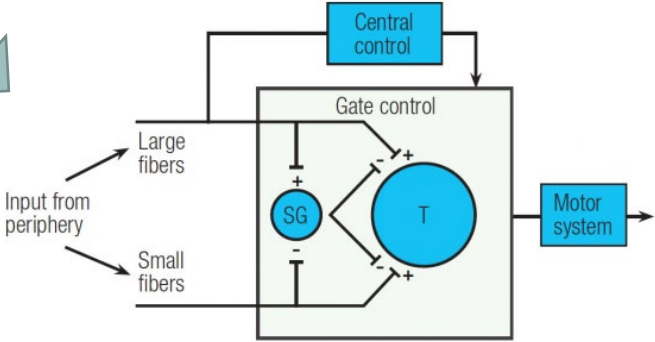 Central
control
Gate control
Large
fibers
- +
+
Input from
periphery
SG
T
Motor
system
-
Small
fibers
- +